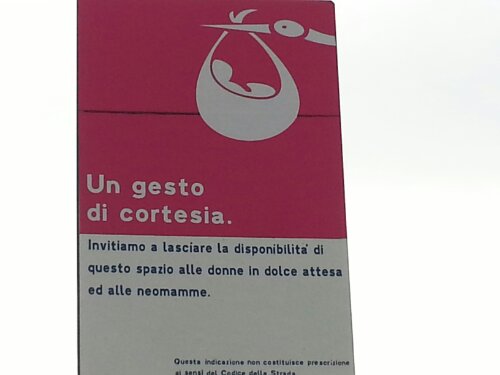 Un gesto
di cortesia.
Invitiamo a lasciare la disponibilita' di
questo spazio alle donne in dolce attesa
ed alle neomamme.
Questa indicazione non costituisce prescrizione
ai sensi del Codice della Strada